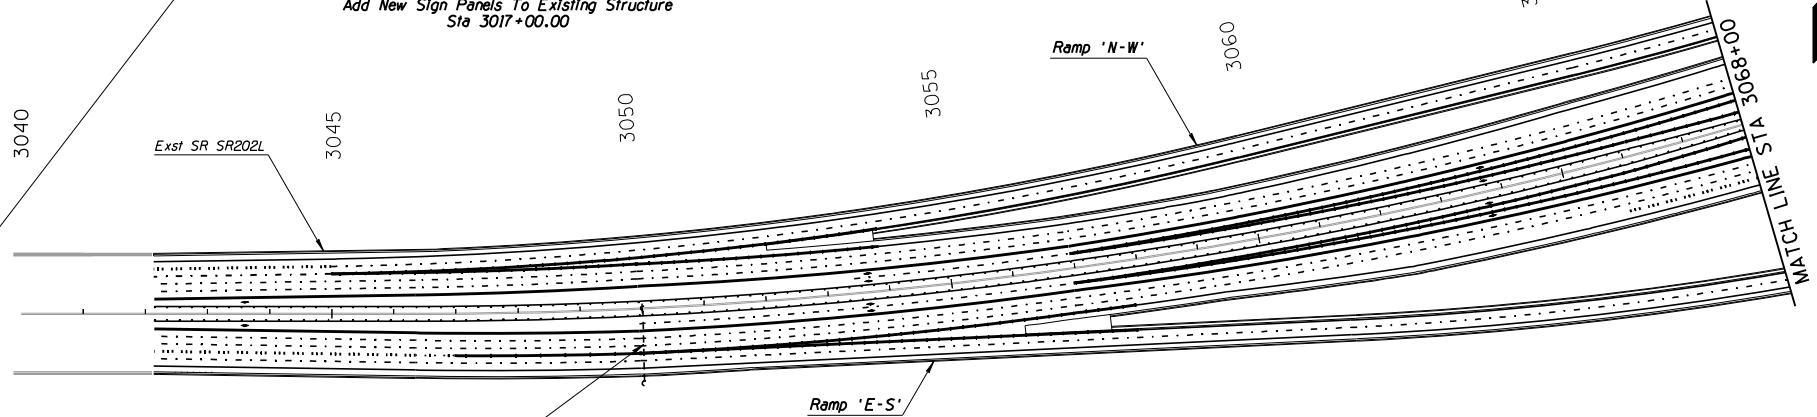 Add New Sign Panels To Existing Structure
Sta 3017+00.00
Ramp 'N-W'
3040
3045
3050
3055
3060
Exst SR SR202L
Ramp 'E-S'
MATCH LINE STA 3068+00